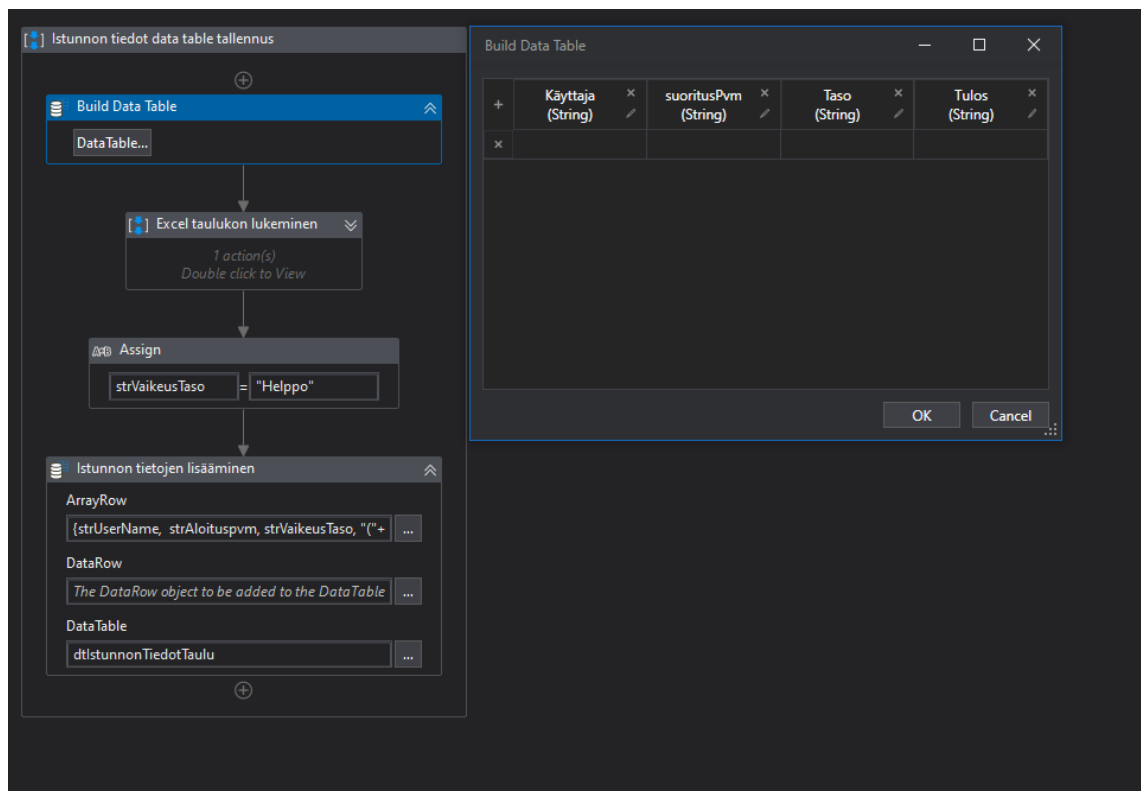 Istunnon tiedot data table tallennus
Build Data Table
DataTable...
Excel taulukon lukeminen
1 action(s)
Double click to View
A+B Assign
strVaikeusTaso = "Helppo"
Istunnon tietojen lisääminen
ArrayRow
{strUserName, strAloituspvm, strVaikeusTaso, "("+ ...
DataRow
The DataRow object to be added to the DataTable ...
DataTable
dtIstunnonTiedotTaulu ...
Build Data Table
Käyttaja suoritusPvm Taso Tulos
(String) (String) (String) (String)
OK Cancel